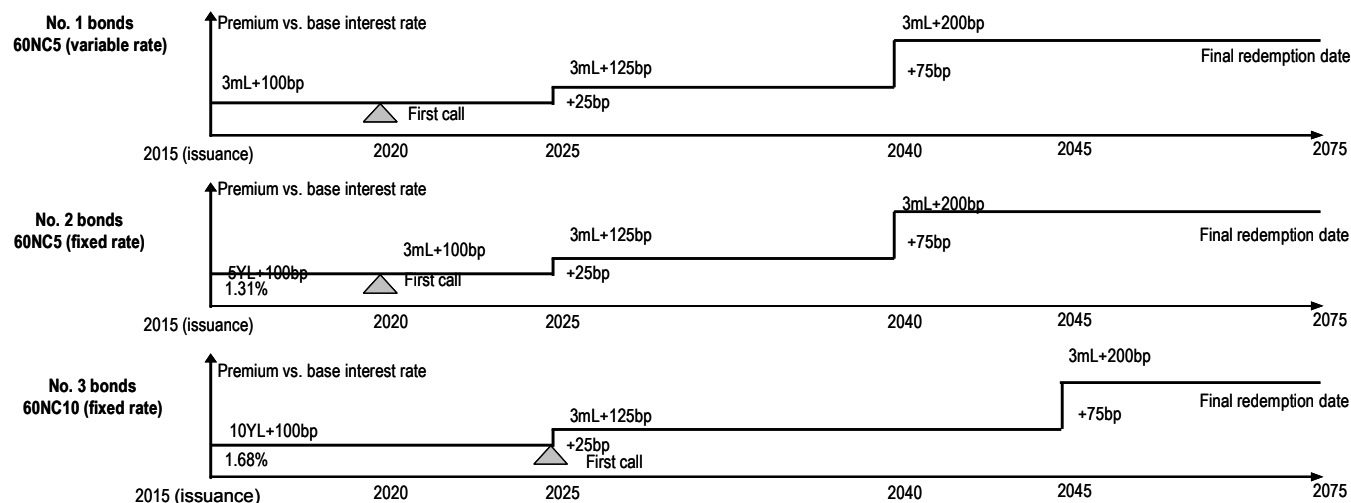 No. 1 bonds
60NC5 (variable rate)
Premium vs. base interest rate
3mL+200bp
Final redemption date
3mL+125bp
+75bp
3mL+100bp
+25bp
First call
2015 (issuance)
2020
2025
2040
2045
2075
No. 2 bonds
60NC5 (fixed rate)
Premium vs. base interest rate
3mL+200bp
Final redemption date
3mL+125bp
+75bp
3mL+100bp
5YL+100bp
+25bp
First call
1.31%
2015 (issuance)
2020
2025
2040
2045
2075
No. 3 bonds
60NC10 (fixed rate)
Premium vs. base interest rate
3mL+200bp
Final redemption date
3mL+125bp
+75bp
10YL+100bp
+25bp
1.68%
First call
2015 (issuance)
2020
2025
2040
2045
2075